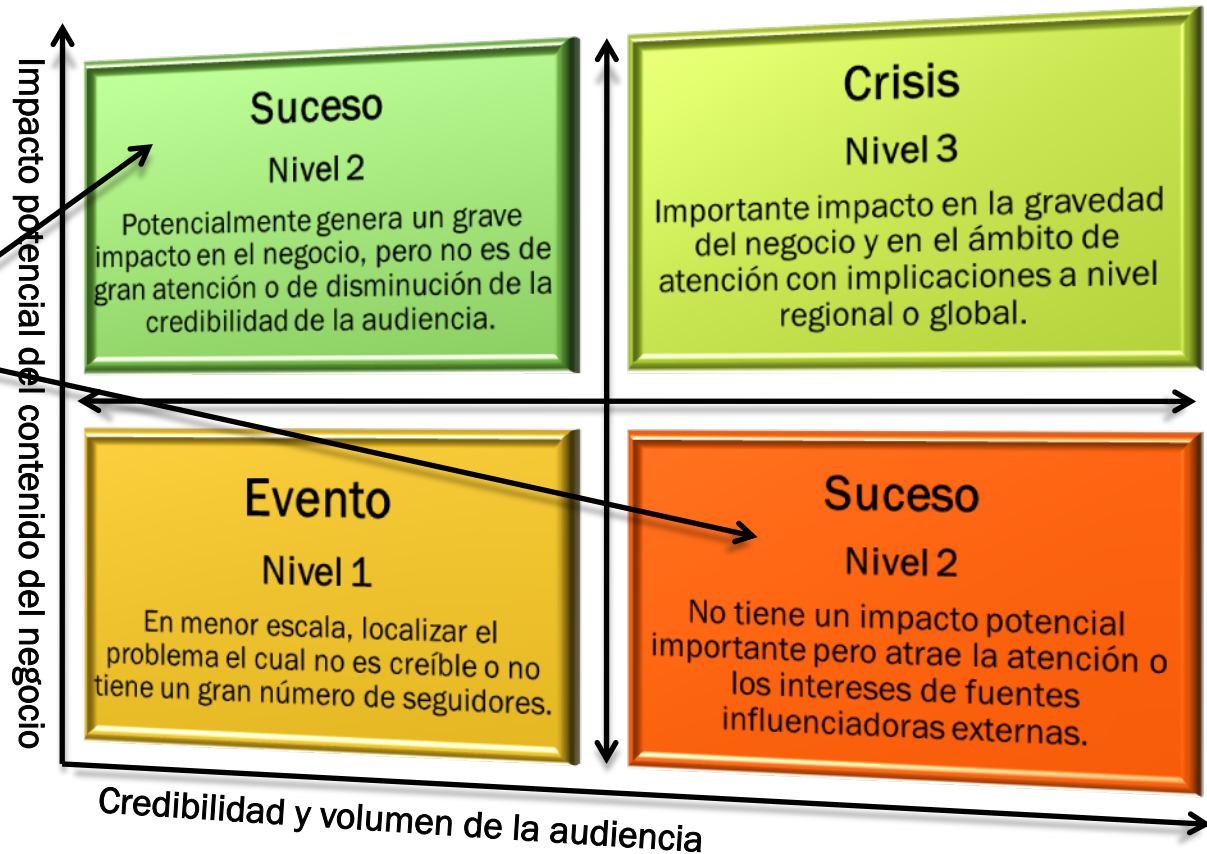 Impacto potencial del contenido del negocio
Suceso
Nivel 2
Potencialmente genera un grave
impacto en el negocio, pero no es de
gran atención o de disminución de la
credibilidad de la audiencia.
Crisis
Nivel 3
Importante impacto en la gravedad
del negocio y en el ámbito de
atención con implicaciones a nivel
regional o global.
Evento
Nivel 1
En menor escala, localizar el
problema el cual no es creíble o no
tiene un gran número de seguidores.
Suceso
Nivel 2
No tiene un impacto potencial
importante pero atrae la atención o
los intereses de fuentes
influenciadoras externas.
Credibilidad y volumen de la audiencia